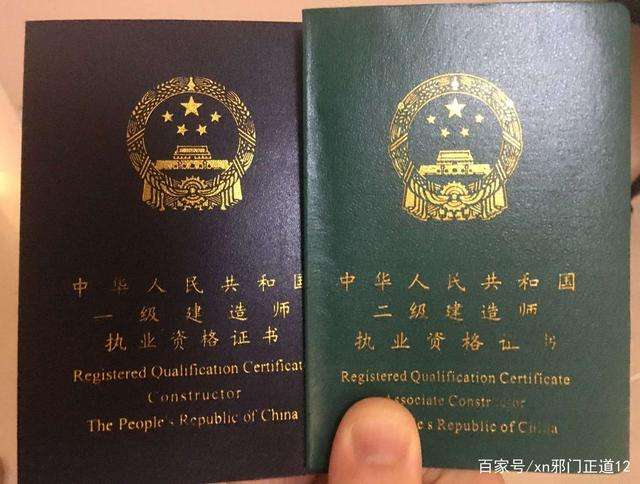 中华人民共和国
一级建造师
执业资格证书
Registered Qualification Certificate
Constructor
The People's Republic of China
中华人民共和国
二级建造师
执业资格证书
Registered Qualification Certificate
Associate Constructor
le's Republic of China
百家号/xn邪门正道12